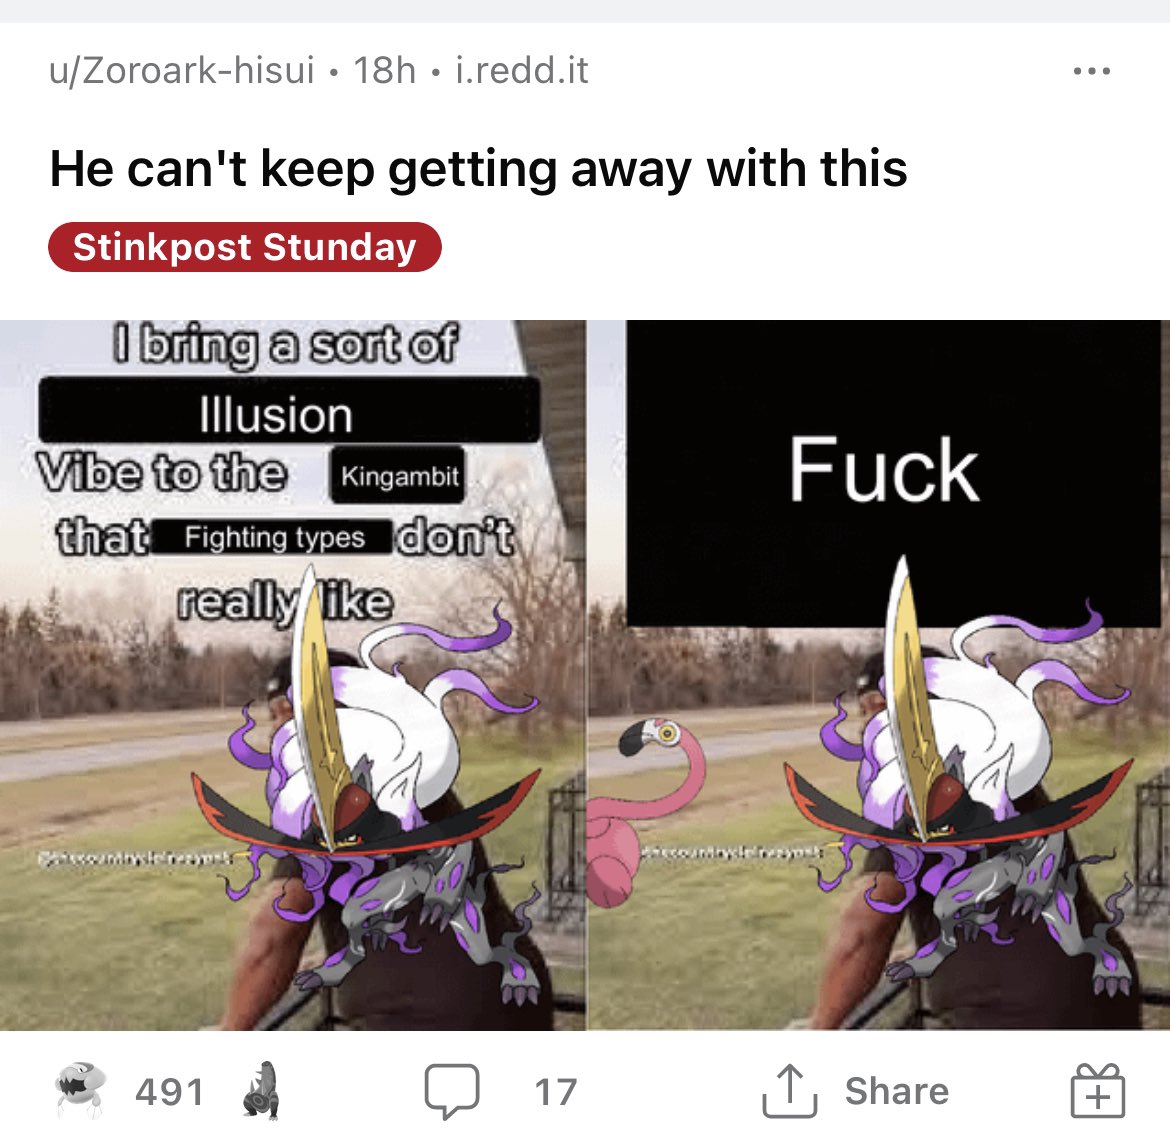 u/Zoroark-hisui • 18h • i.redd.it
He can't keep getting away with this
Stinkpost Stunday
I bring a sort of
Illusion
Vibe to the Kingambit
that Fighting types don't
really like
Fuck
491
17
Share